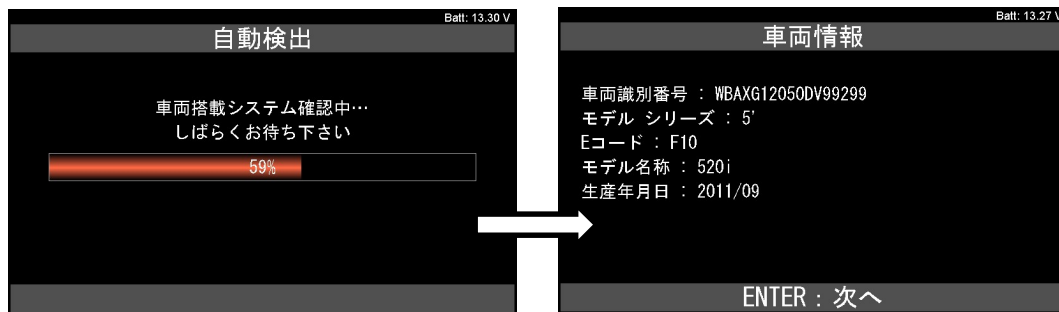 Batt: 13.30 V
自動検出
車両搭載システム確認中…
しばらくお待ち下さい
59%
Batt: 13.27 V
車両情報
車両識別番号 : WBAXG12050DV99299
モデル シリーズ : 5'
Eコード : F10
モデル名称 : 520i
生産年月日 : 2011/09
ENTER : 次へ